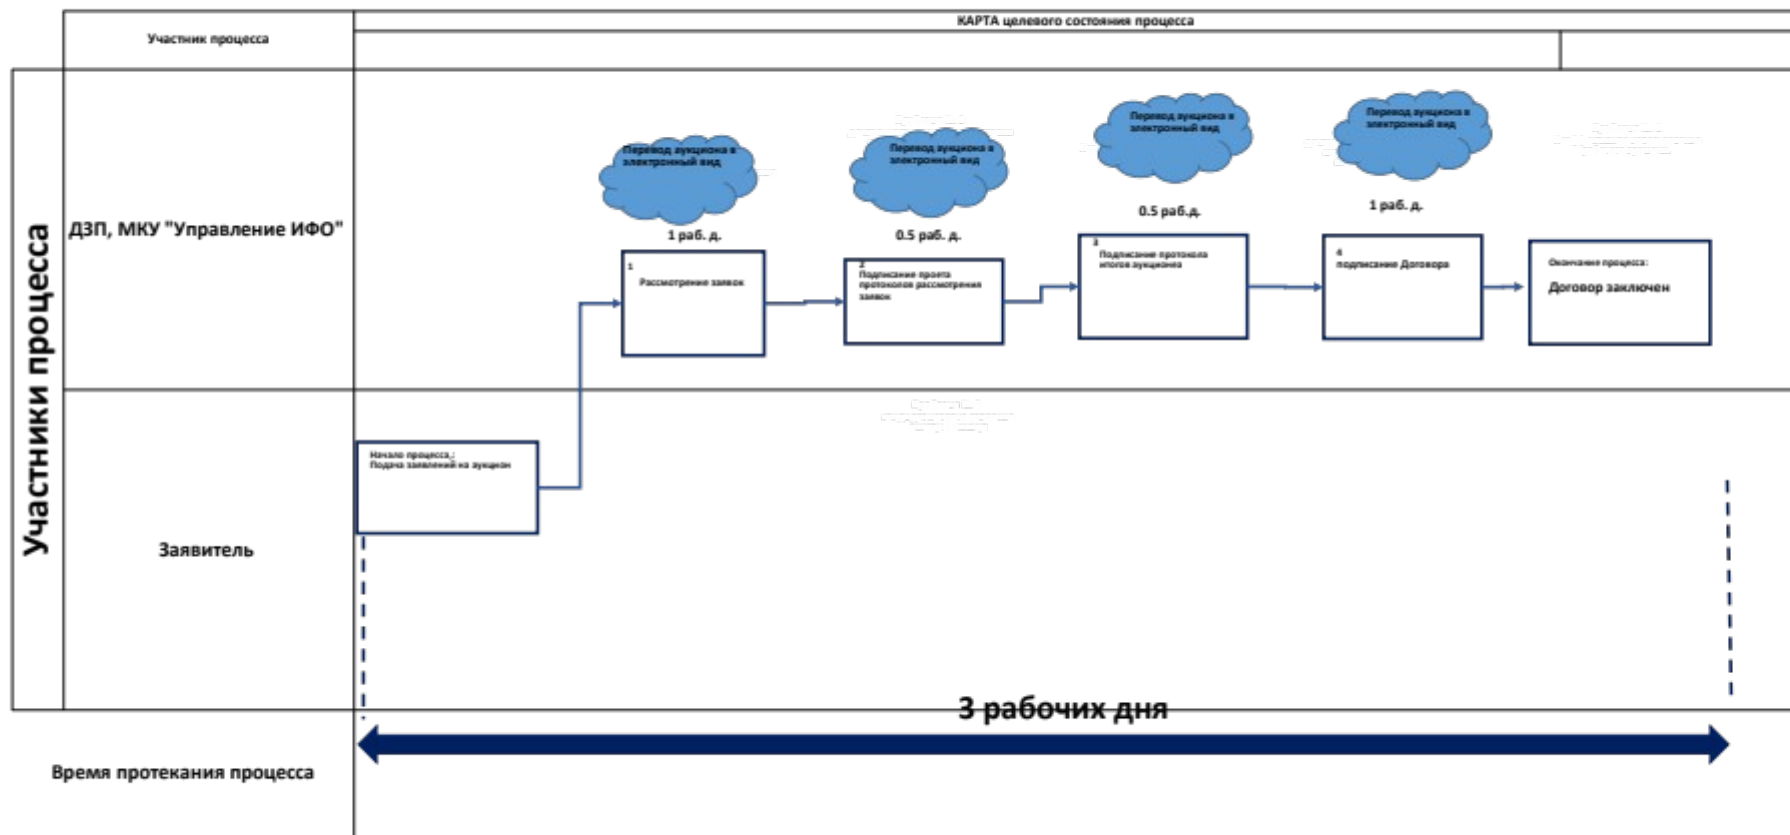 КАРТА целевого состояния процесса
Участник процесса
Участники процесса
ДЗП, МКУ "Управление ИФО"
Перевод аукциона в
электронный вид
1 раб. д.
1
Рассмотрение заявок
Перевод аукциона в
электронный вид
0.5 раб. д.
2
Подписание проета
протоколов рассмотрения
заявок
Перевод аукциона в
электронный вид
0.5 раб.д.
3
Подписание протокола
итогов аукциона
Перевод аукциона в
электронный вид
1 раб. д.
4
подписание Договора
Окончание процесса:
Договор заключен
Заявитель
Начало процесса,:
Подача заявлений на аукцион
3 рабочих дня
Время протекания процесса